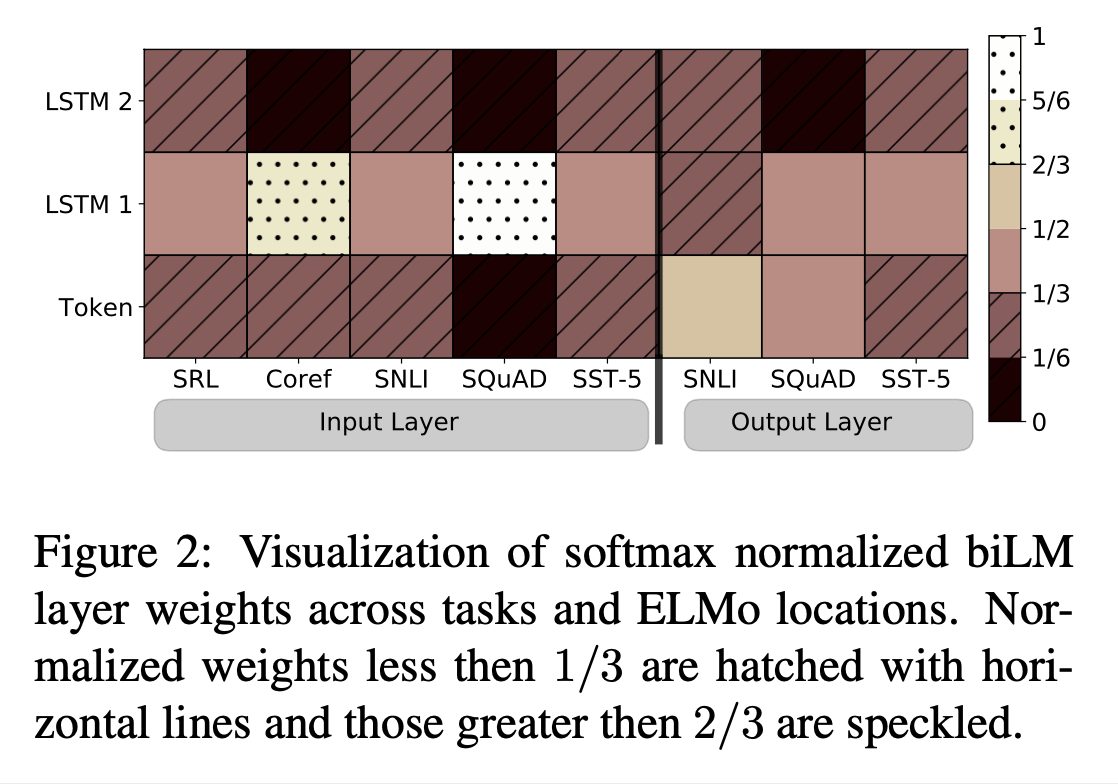 1
5/6
2/3
1/2
1/3
1/6
0
LSTM 2
LSTM 1
Token
SRL Coref SNLI SQuAD SST-5 SNLI SQuAD SST-5
Input Layer Output Layer
Figure 2: Visualization of softmax normalized biLM
layer weights across tasks and ELMo locations. Nor-
malized weights less then 1/3 are hatched with hori-
zontal lines and those greater then 2/3 are speckled.